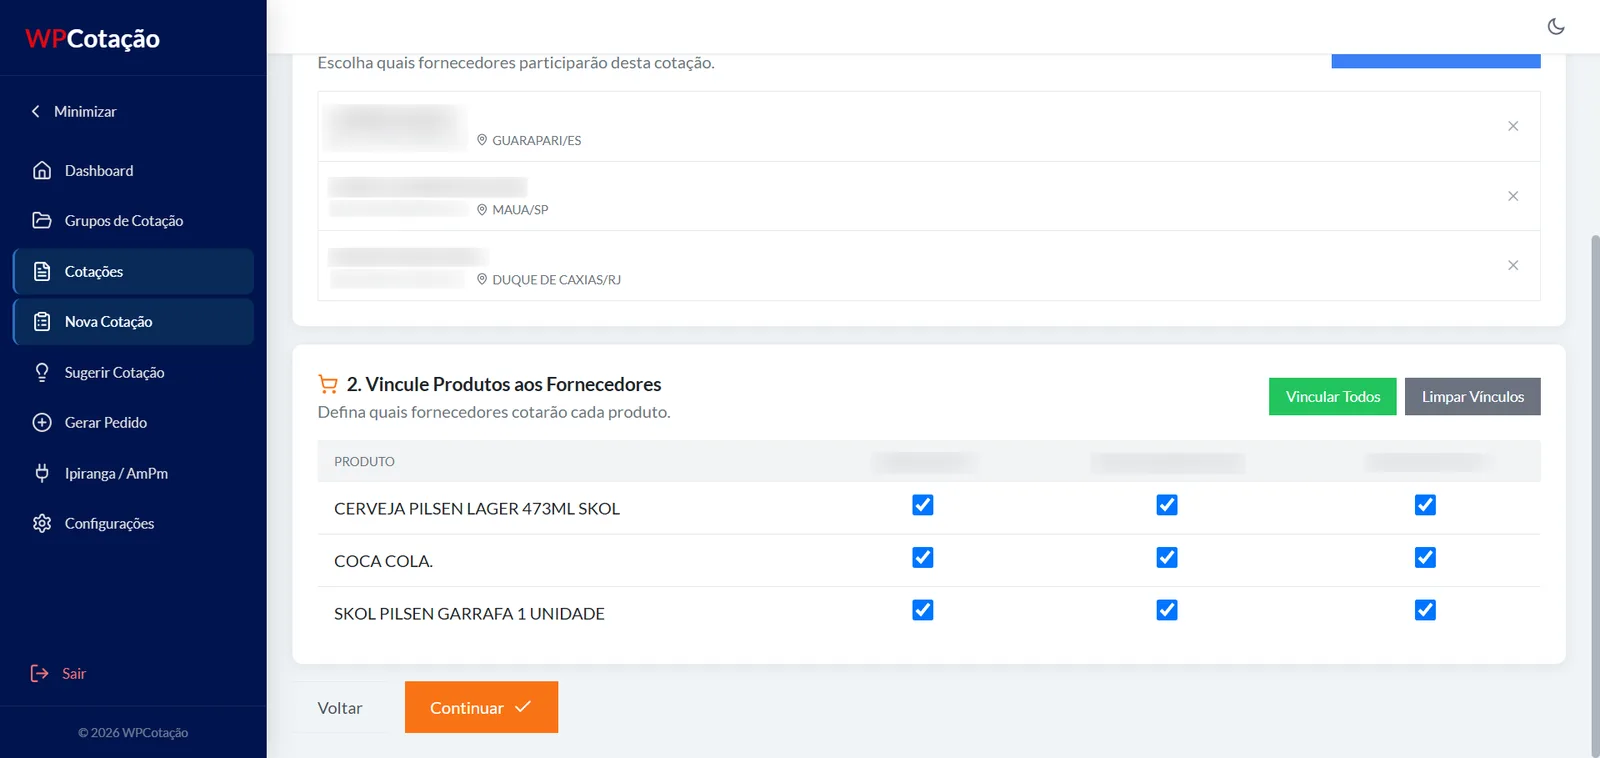 WPCotação
Minimizar
Dashboard
Grupos de Cotação
Cotações
Nova Cotação
Sugerir Cotação
Gerar Pedido
Ipiranga / AmPm
Configurações
Sair
© 2026 WPCotação
Escolha quais fornecedores participarão desta cotação.
GUARAPARI/ES
MAUA/SP
DUQUE DE CAXIAS/RJ
2. Vincule Produtos aos Fornecedores
Defina quais fornecedores cotarão cada produto.
Vincular Todos
Limpar Vínculos
PRODUTO
CERVEJA PILSEN LAGER 473ML SKOL
COCA COLA.
SKOL PILSEN GARRAFA 1 UNIDADE
Voltar
Continuar